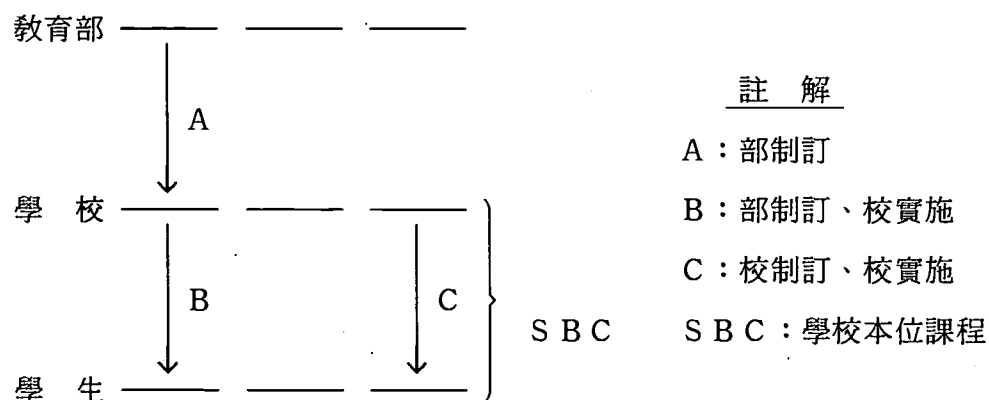 教育部
註 解
A
A：部制訂
學 校
B：部制訂、校實施
C：校制訂、校實施
B
C
SBC
SBC：學校本位課程
學 生